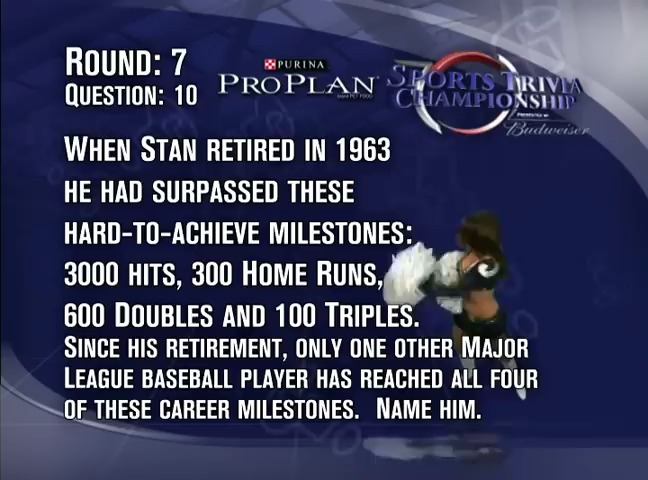 ROUND: 7
QUESTION: 10
PURINA
PROPLAN
SPORTS TRIVIA
CHAMPIONSHIP
PRESENTED BY
Budweiser
WHEN STAN RETIRED IN 1963
HE HAD SURPASSED THESE
HARD-TO-ACHIEVE MILESTONES:
3000 HITS, 300 HOME RUNS,
600 DOUBLES AND 100 TRIPLES.
SINCE HIS RETIREMENT, ONLY ONE OTHER MAJOR
LEAGUE BASEBALL PLAYER HAS REACHED ALL FOUR
OF THESE CAREER MILESTONES. NAME HIM.